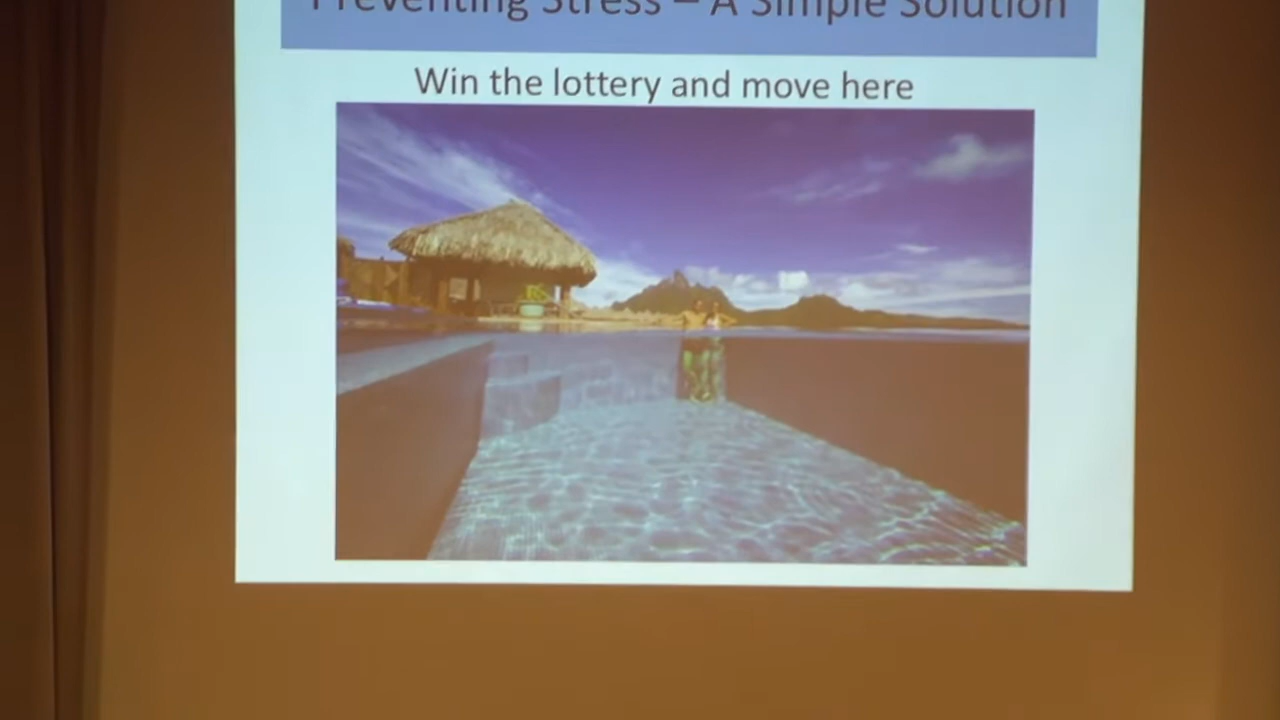 Preventing Stress – A Simple Solution
Win the lottery and move here